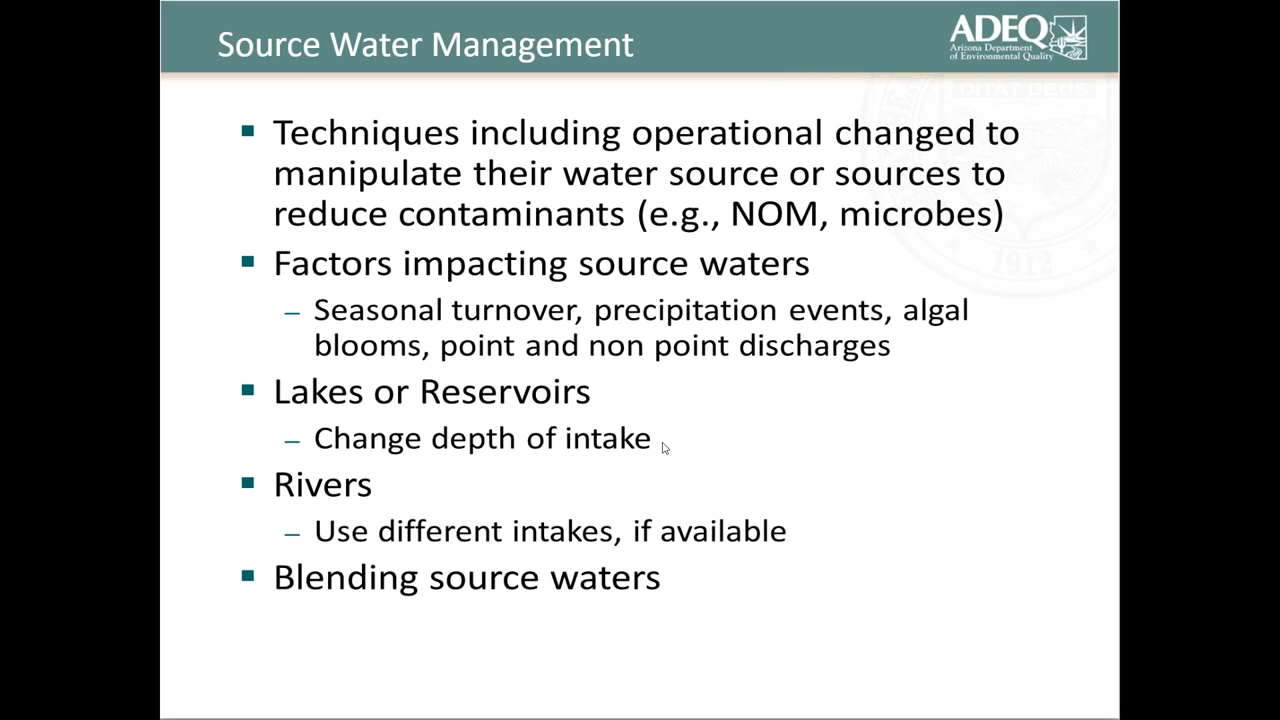 Source Water Management
ADEQ
Arizona Department
of Environmental Quality
DITAT DEUS
▪ Techniques including operational changed to
manipulate their water source or sources to
reduce contaminants (e.g., NOM, microbes)
▪ Factors impacting source waters
– Seasonal turnover, precipitation events, algal
blooms, point and non point discharges
▪ Lakes or Reservoirs
– Change depth of intake
▪ Rivers
– Use different intakes, if available
▪ Blending source waters
1912